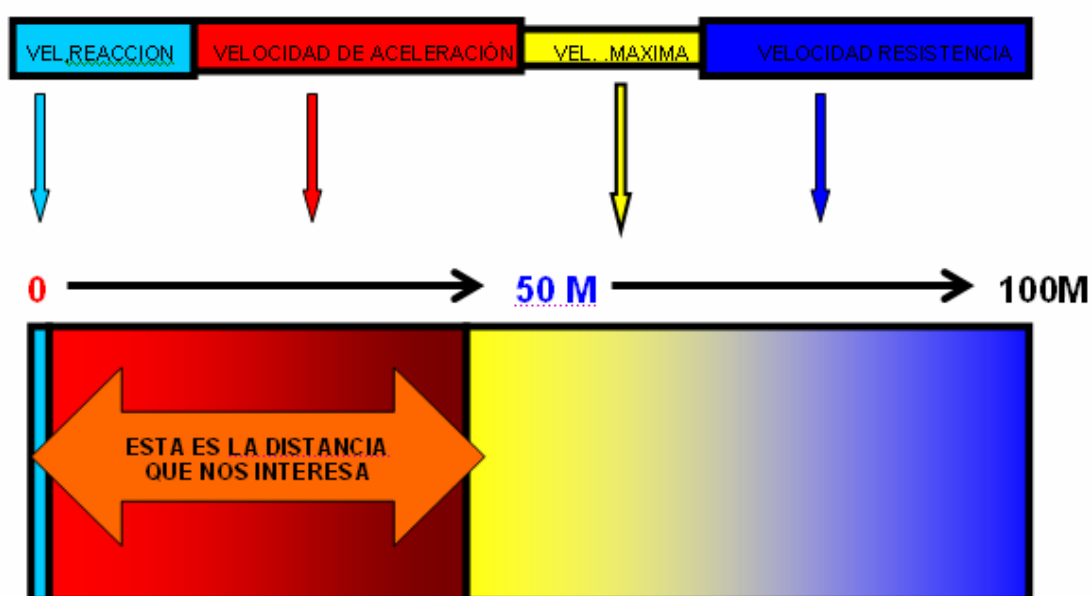 VEL,REACCION VELOCIDAD DE ACELERACIÓN VEL. .MAXIMA VELOCIDAD RESISTENCIA
0 50 M 100M
ESTA ES LA DISTANCIA
QUE NOS INTERESA